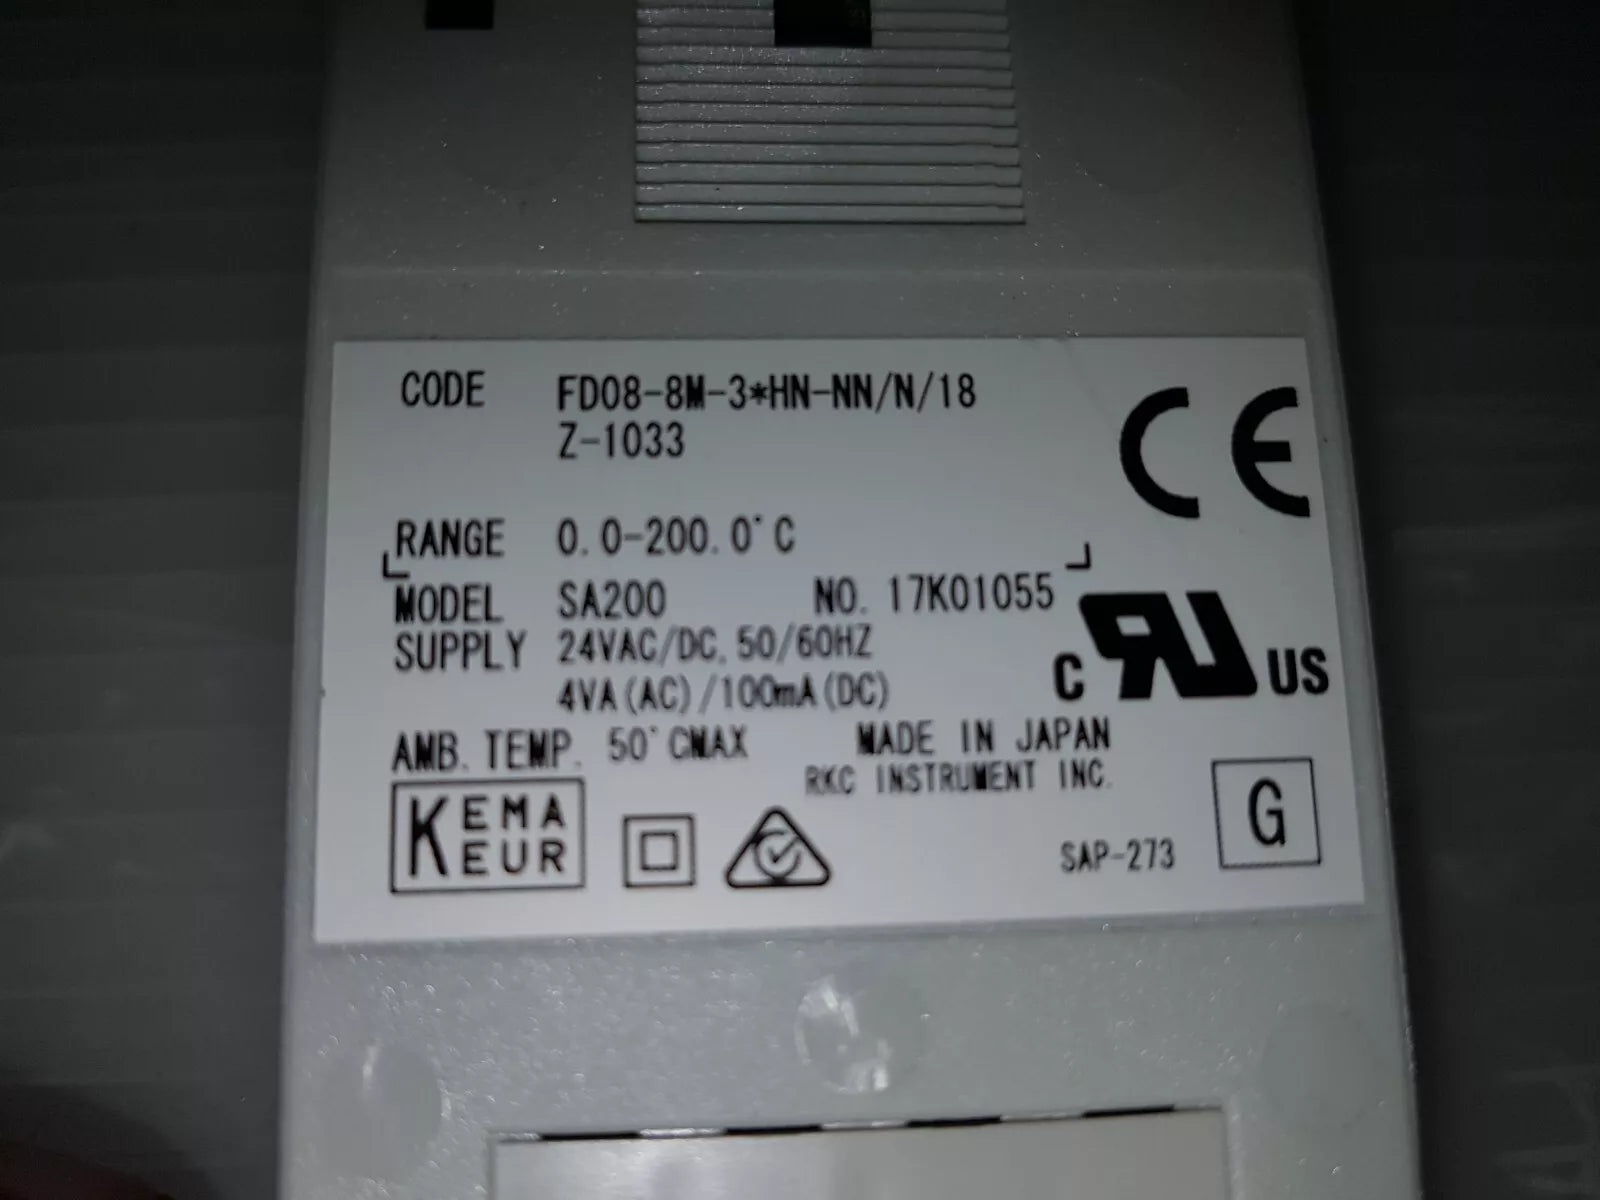 CODE FD08-8M-3*HN-NN/N/18
Z-1033
RANGE 0.0-200.0°C
MODEL SA200 NO. 17K01055
SUPPLY 24VAC/DC, 50/60HZ
4VA(AC)/100mA(DC)
AMB. TEMP. 50°CMAX MADE IN JAPAN
RKC INSTRUMENT INC.
CE
C RU US
KEMA
EUR
SAP-273
G